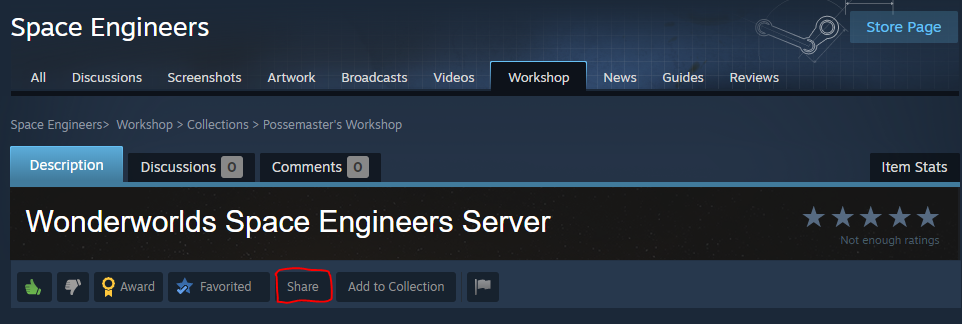 Space Engineers
Store Page
All Discussions Screenshots Artwork Broadcasts Videos Workshop News Guides Reviews
Space Engineers> Workshop > Collections > Possemaster's Workshop
Description Discussions 0 Comments 0 Item Stats
Wonderworlds Space Engineers Server
Not enough ratings
Award Favorited Share Add to Collection